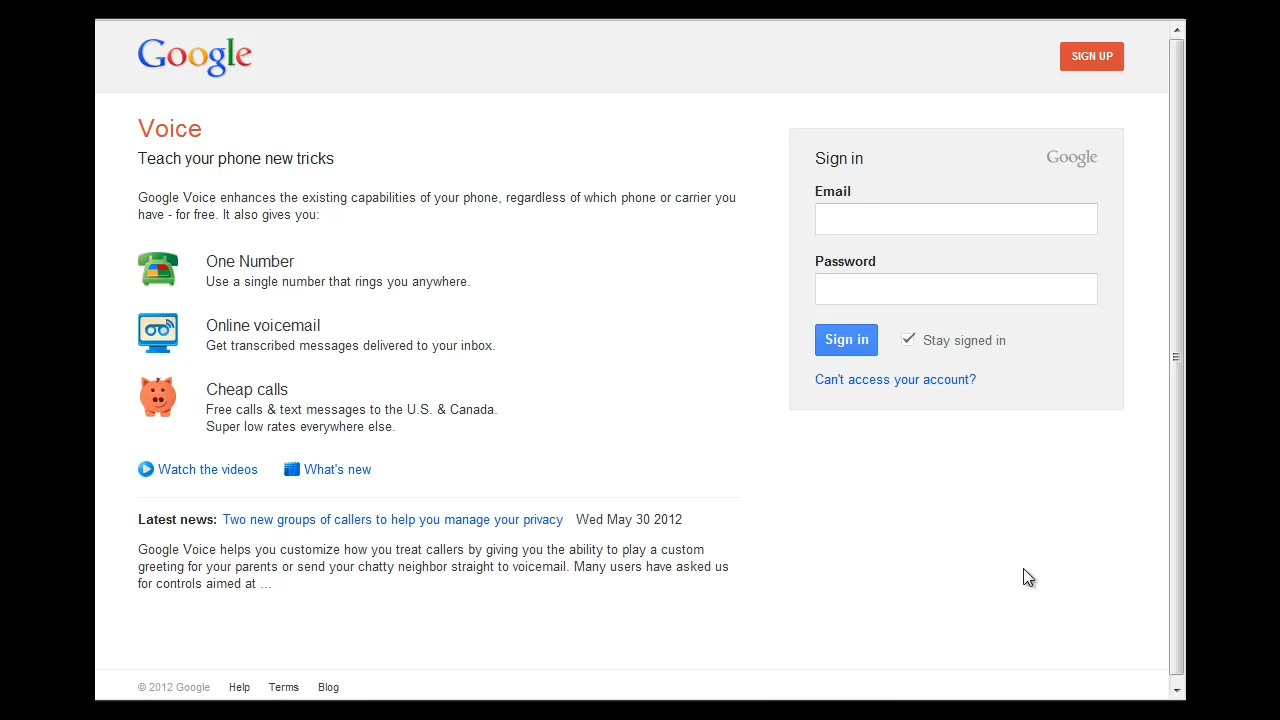 Google
SIGN UP
Voice
Teach your phone new tricks
Google Voice enhances the existing capabilities of your phone, regardless of which phone or carrier you
have - for free. It also gives you:
One Number
Use a single number that rings you anywhere.
Online voicemail
Get transcribed messages delivered to your inbox.
Cheap calls
Free calls & text messages to the U.S. & Canada.
Super low rates everywhere else.
Watch the videos What's new
Latest news: Two new groups of callers to help you manage your privacy Wed May 30 2012
Google Voice helps you customize how you treat callers by giving you the ability to play a custom
greeting for your parents or send your chatty neighbor straight to voicemail. Many users have asked us
for controls aimed at ...
Sign in Google
Email
Password
Sign in Stay signed in
Can't access your account?
© 2012 Google Help Terms Blog